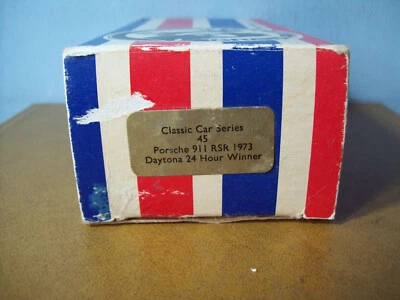 Classic Car Series
45
Porsche 911 RSR 1973
Daytona 24 Hour Winner